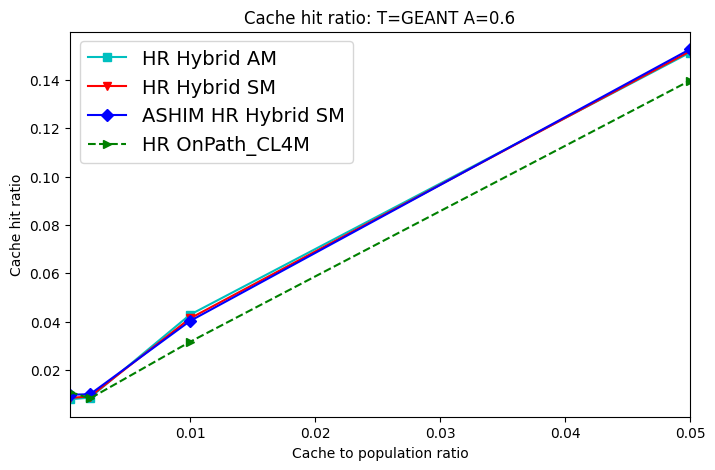 Cache hit ratio: T=GEANT A=0.6
HR Hybrid AM
HR Hybrid SM
ASHIM HR Hybrid SM
HR OnPath_CL4M
Cache hit ratio
0.14
0.12
0.10
0.08
0.06
0.04
0.02
0.01 0.02 0.03 0.04 0.05
Cache to population ratio